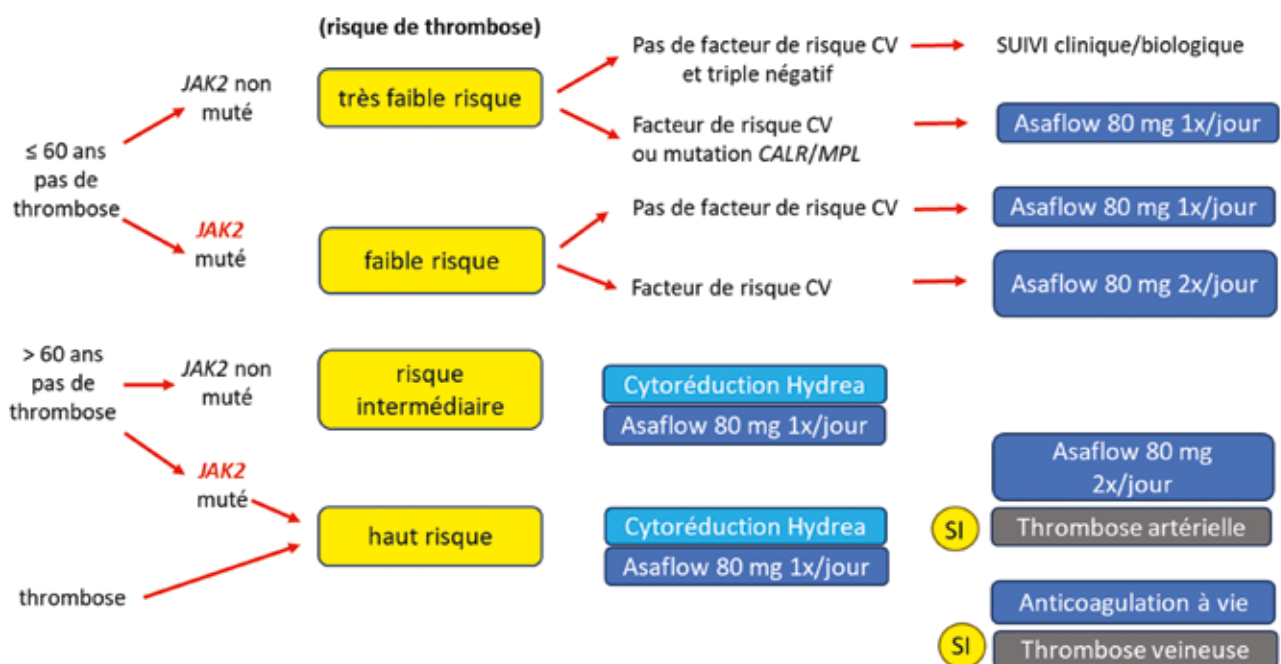 (risque de thrombose)
Pas de facteur de risque CV
et triple négatif
SUIVI clinique/biologique
JAK2 non
muté
très faible risque
Facteur de risque CV
ou mutation CALR/MPL
Asaflow 80 mg 1x/jour
≤ 60 ans
pas de
thrombose
JAK2
muté
faible risque
Pas de facteur de risque CV
Asaflow 80 mg 1x/jour
Facteur de risque CV
Asaflow 80 mg 2x/jour
> 60 ans
pas de
thrombose
JAK2 non
muté
risque
intermédiaire
Cytoréduction Hydrea
Asaflow 80 mg 1x/jour
JAK2
muté
haut risque
Cytoréduction Hydrea
Asaflow 80 mg 1x/jour
Asaflow 80 mg
2x/jour
SI
Thrombose artérielle
thrombose
Anticoagulation à vie
SI
Thrombose veineuse